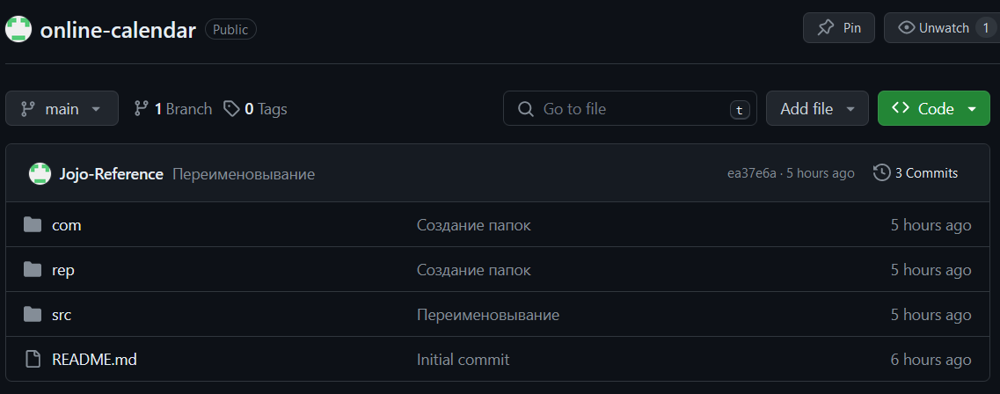 online-calendar Public Pin Unwatch 1
main 1 Branch 0 Tags Go to file t Add file Code
Jojo-Reference Переименовывание ea37e6a · 5 hours ago 3 Commits
com Создание папок 5 hours ago
rep Создание папок 5 hours ago
src Переименовывание 5 hours ago
README.md Initial commit 6 hours ago